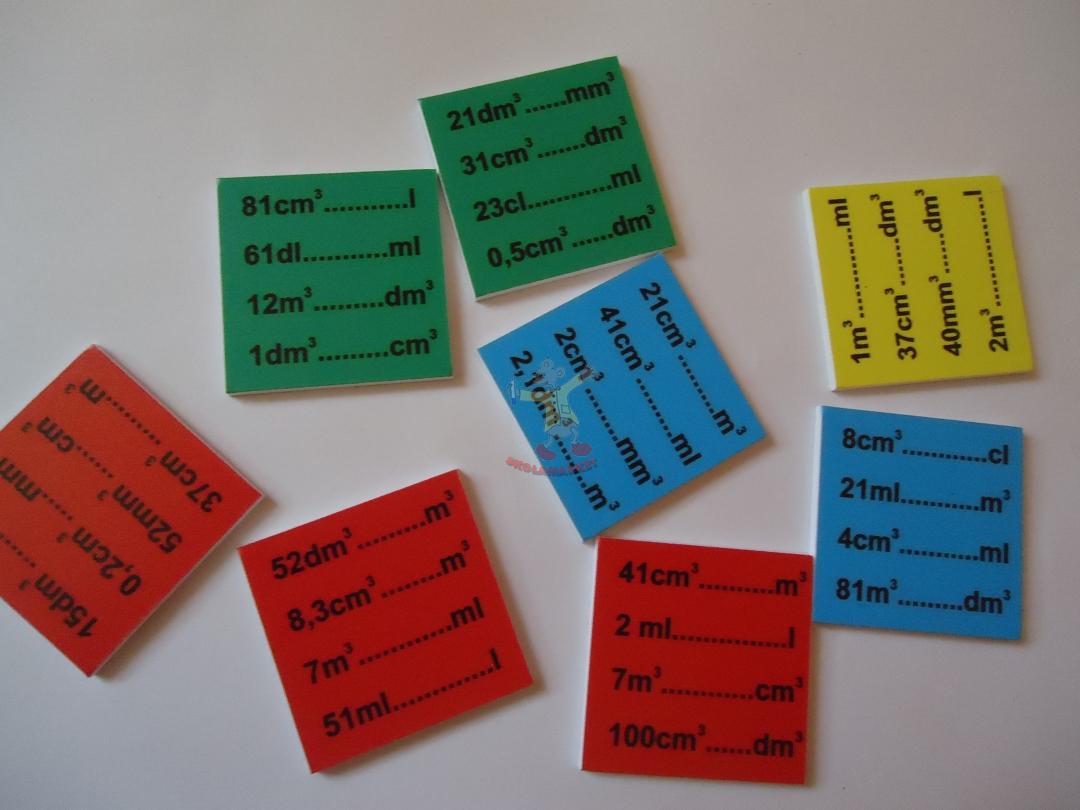 21dm³......mm³
31cm³.......dm³
23cl............ml
0,5cm³......dm³
81cm³............l
61dl............ml
12m³.........dm³
1dm³.........cm³
1m³............ml
37cm³.......dm³
40mm³......dm³
2m³...............l
21cm³.........m³
41cm³.........ml
2cm³.........mm³
2,1dm³.........m³
8cm³............cl
21ml...........m³
4cm³............ml
81m³.........dm³
15dm³
0,2cm³
52mm³......cm³
37cm³.........m³
52dm³.........m³
8,3cm³........m³
7m³............ml
51ml.............l
41cm³..........m³
2 ml...............l
7m³............cm³
100cm³......dm³